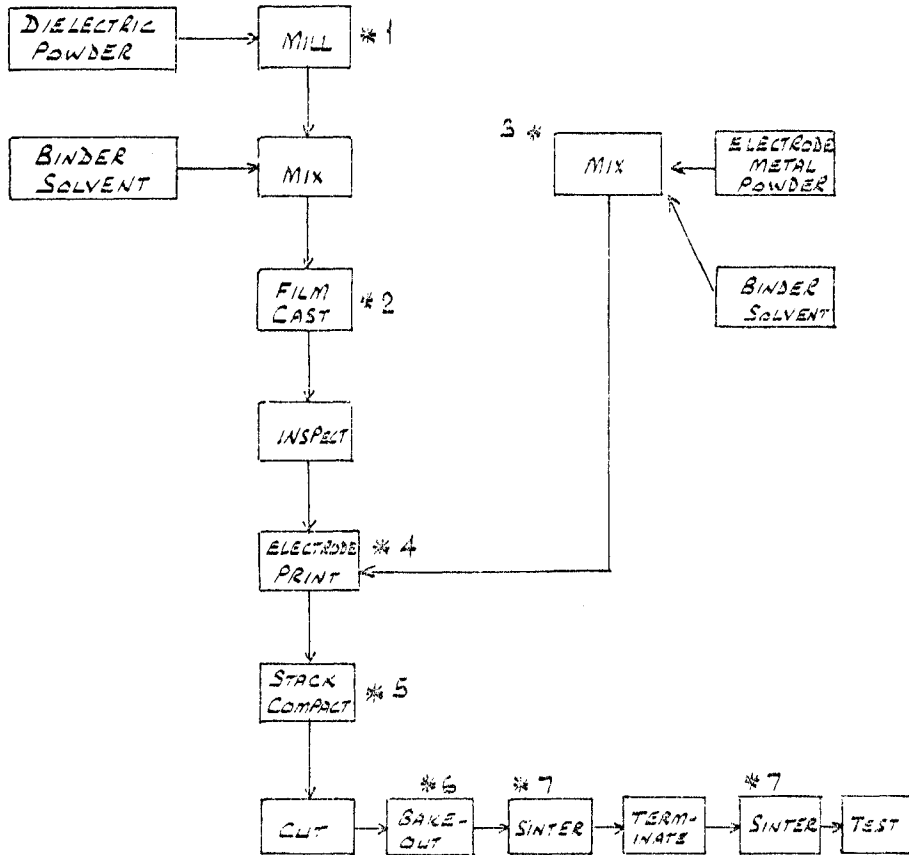 DIELECTRIC
POWDER
MILL
* 1
BINDER
SOLVENT
MIX
3 *
MIX
ELECTRODE
METAL
POWDER
FILM
CAST
* 2
BINDER
SOLVENT
INSPECT
ELECTRODE
PRINT
* 4
STACK
COMPACT
* 5
CUT
* 6
BAKE-
OUT
* 7
SINTER
TERM-
INATE
* 7
SINTER
TEST